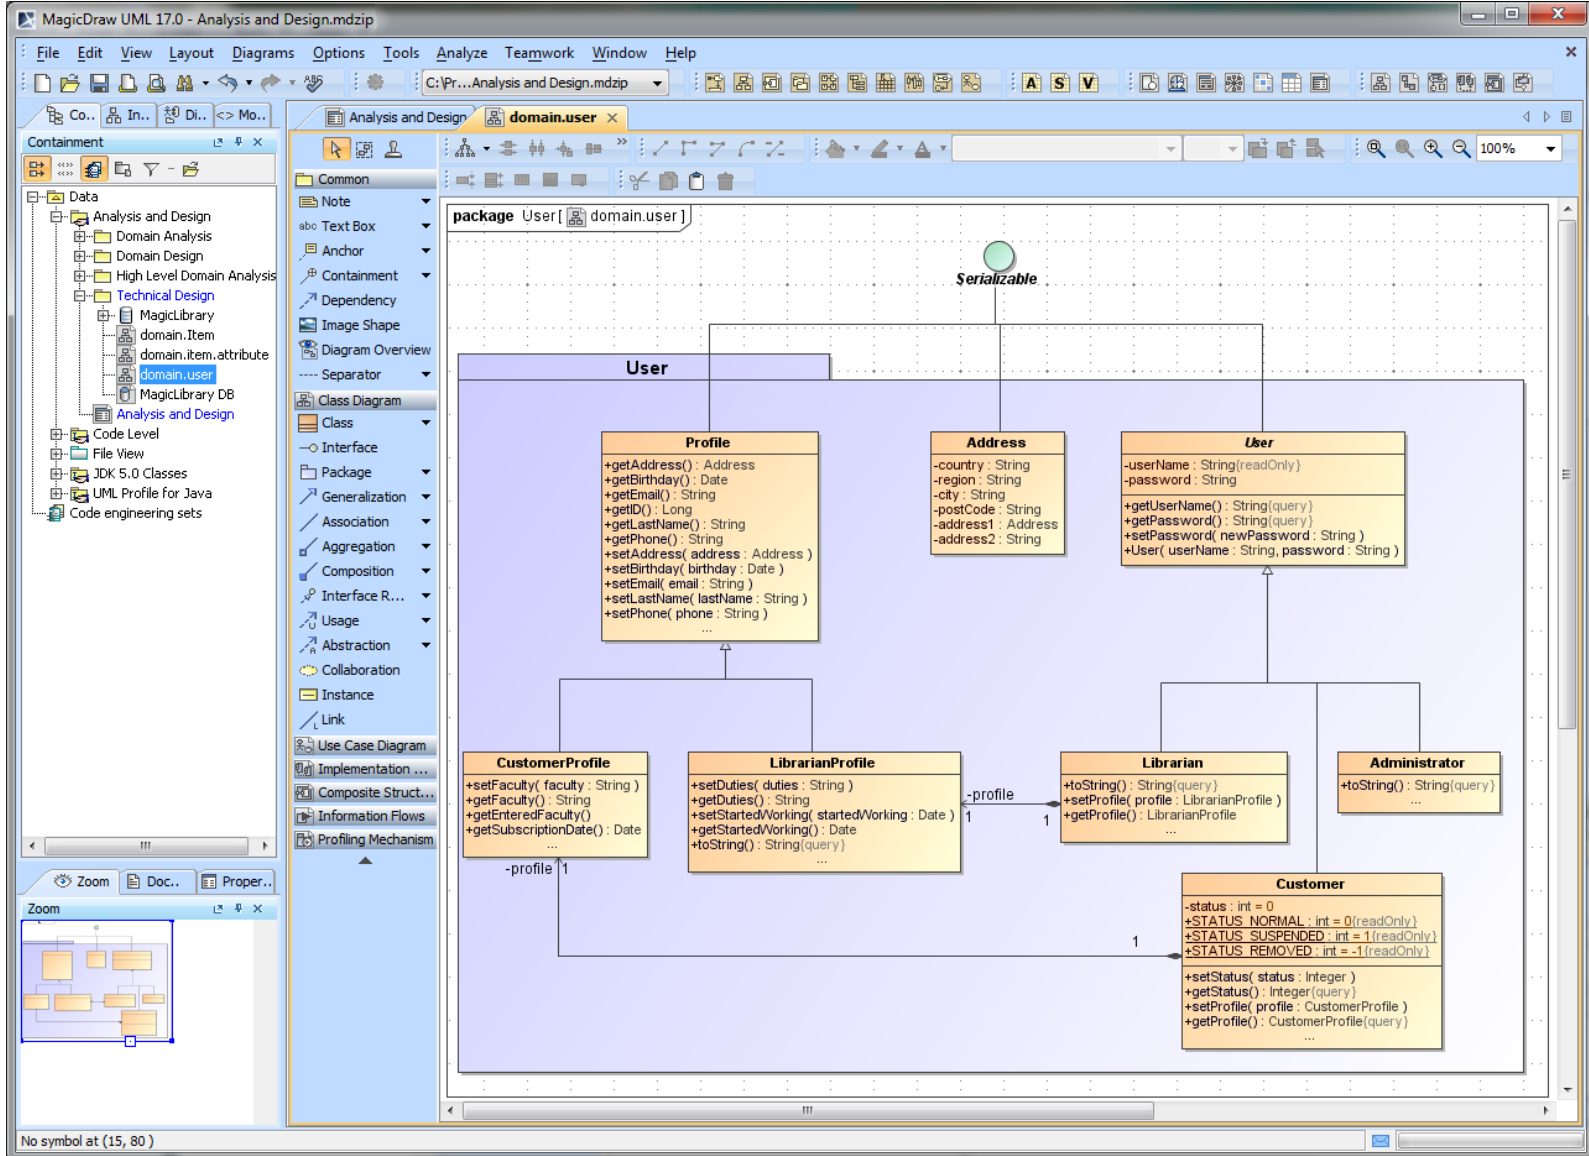 MagicDraw UML 17.0 - Analysis and Design.mdzip
File Edit View Layout Diagrams Options Tools Analyze Teamwork Window Help
C:\Pr...Analysis and Design.mdzip
A S V
Co.. In.. Di.. <> Mo..
Containment
Data
Analysis and Design
Domain Analysis
Domain Design
High Level Domain Analysis
Technical Design
MagicLibrary
domain.Item
domain.item.attribute
domain.user
MagicLibrary DB
Analysis and Design
Code Level
File View
JDK 5.0 Classes
UML Profile for Java
Code engineering sets
Zoom Doc.. Proper..
Zoom
Analysis and Design domain.user
100%
Common
Note
abc Text Box
Anchor
Containment
Dependency
Image Shape
Diagram Overview
Separator
Class Diagram
Class
Interface
Package
Generalization
Association
Aggregation
Composition
Interface R...
Usage
Abstraction
Collaboration
Instance
Link
Use Case Diagram
Implementation ...
Composite Struct...
Information Flows
Profiling Mechanism
package User [ domain.user ]
Serializable
User
Profile
+getAddress() : Address
+getBirthday() : Date
+getEmail() : String
+getID() : Long
+getLastName() : String
+getPhone() : String
+setAddress( address : Address )
+setBirthday( birthday : Date )
+setEmail( email : String )
+setLastName( lastName : String )
+setPhone( phone : String )
...
Address
-country : String
-region : String
-city : String
-postCode : String
-address1 : Address
-address2 : String
User
-userName : String{readOnly}
-password : String
+getUserName() : String{query}
+getPassword() : String{query}
+setPassword( newPassword : String )
+User( userName : String, password : String )
CustomerProfile
+setFaculty( faculty : String )
+getFaculty() : String
+getEnteredFaculty()
+getSubscriptionDate() : Date
...
-profile 1
LibrarianProfile
+setDuties( duties : String )
+getDuties() : String
+setStartedWorking( startedWorking : Date )
+getStartedWorking() : Date
+toString() : String{query}
...
-profile
1 1
Librarian
+toString() : String{query}
+setProfile( profile : LibrarianProfile )
+getProfile() : LibrarianProfile
...
Administrator
+toString() : String{query}
...
1
Customer
-status : int = 0
+STATUS_NORMAL : int = 0{readOnly}
+STATUS_SUSPENDED : int = 1{readOnly}
+STATUS_REMOVED : int = -1{readOnly}
+setStatus( status : Integer )
+getStatus() : Integer{query}
+setProfile( profile : CustomerProfile )
+getProfile() : CustomerProfile{query}
...
No symbol at (15, 80 )